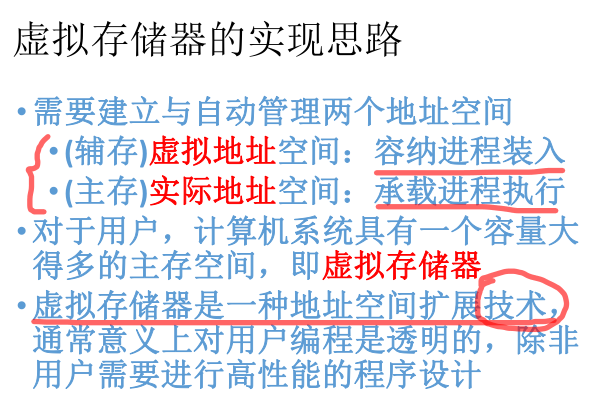 虚拟存储器的实现思路
•需要建立与自动管理两个地址空间
•(辅存)虚拟地址空间：容纳进程装入
•(主存)实际地址空间：承载进程执行
•对于用户，计算机系统具有一个容量大
得多的主存空间，即虚拟存储器
•虚拟存储器是一种地址空间扩展技术，
通常意义上对用户编程是透明的，除非
用户需要进行高性能的程序设计